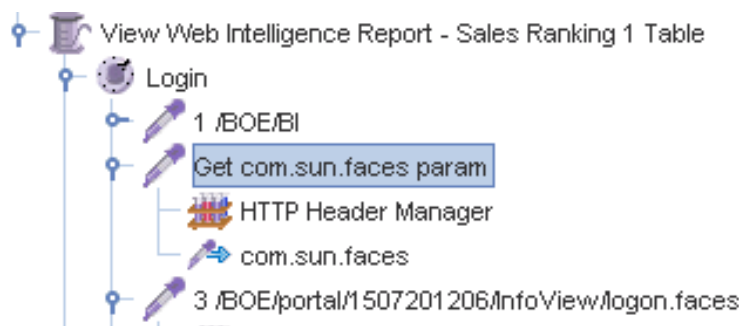 View Web Intelligence Report - Sales Ranking 1 Table
Login
1 /BOE/BI
Get com.sun.faces param
HTTP Header Manager
com.sun.faces
3 /BOE/portal/1507201206/InfoView/logon.faces